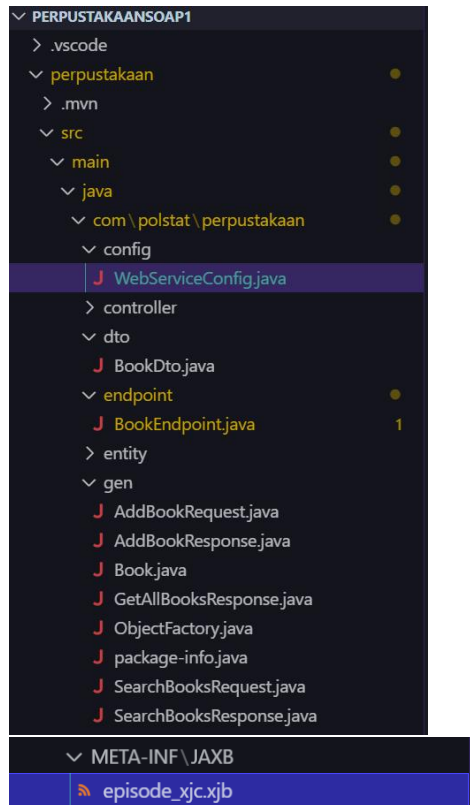 PERPUSTAKAANSOAP1
.vscode
perpustakaan
.mvn
src
main
java
com\polstat\perpustakaan
config
J WebServiceConfig.java
controller
dto
J BookDto.java
endpoint
J BookEndpoint.java 1
entity
gen
J AddBookRequest.java
J AddBookResponse.java
J Book.java
J GetAllBooksResponse.java
J ObjectFactory.java
J package-info.java
J SearchBooksRequest.java
J SearchBooksResponse.java
META-INF\JAXB
episode_xjc.xjb